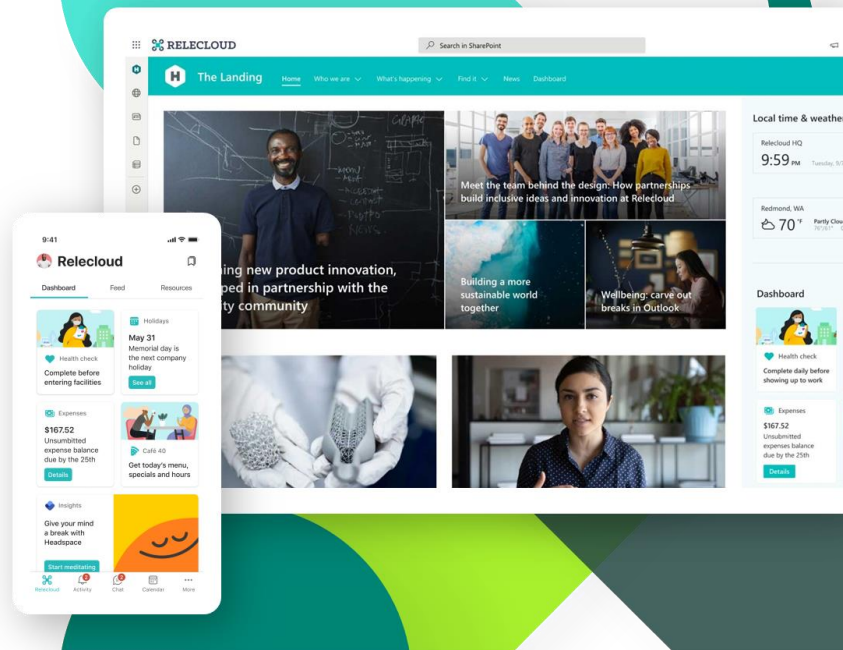 RELECLOUD
Search in SharePoint
H
The Landing Home Who we are What's happening Find it News Dashboard
new product innovation,
in partnership with the
community
Meet the team behind the design: How partnerships
build inclusive ideas and innovation at Relecloud
Building a more
sustainable world
together
Wellbeing: carve out
breaks in Outlook
Local time & weather
Relecloud HQ
9:59 PM Tuesday,
Redmond, WA
70 °F Partly
Dashboard
Health check
Complete daily before
showing up to work
Expenses
$167.52
Unsubmitted
expenses balance
due by the 25th
Details
9:41
Relecloud
Dashboard Feed Resources
Health check
Complete before
entering facilities
Holidays
May 31
Memorial day is
the next company
holiday
See all
Expenses
$167.52
Unsubmitted
expense balance
due by the 25th
Details
Café 40
Get today's menu,
specials and hours
Insights
Give your mind
a break with
Headspace
Start meditating
Relecloud Activity Chat Calendar More